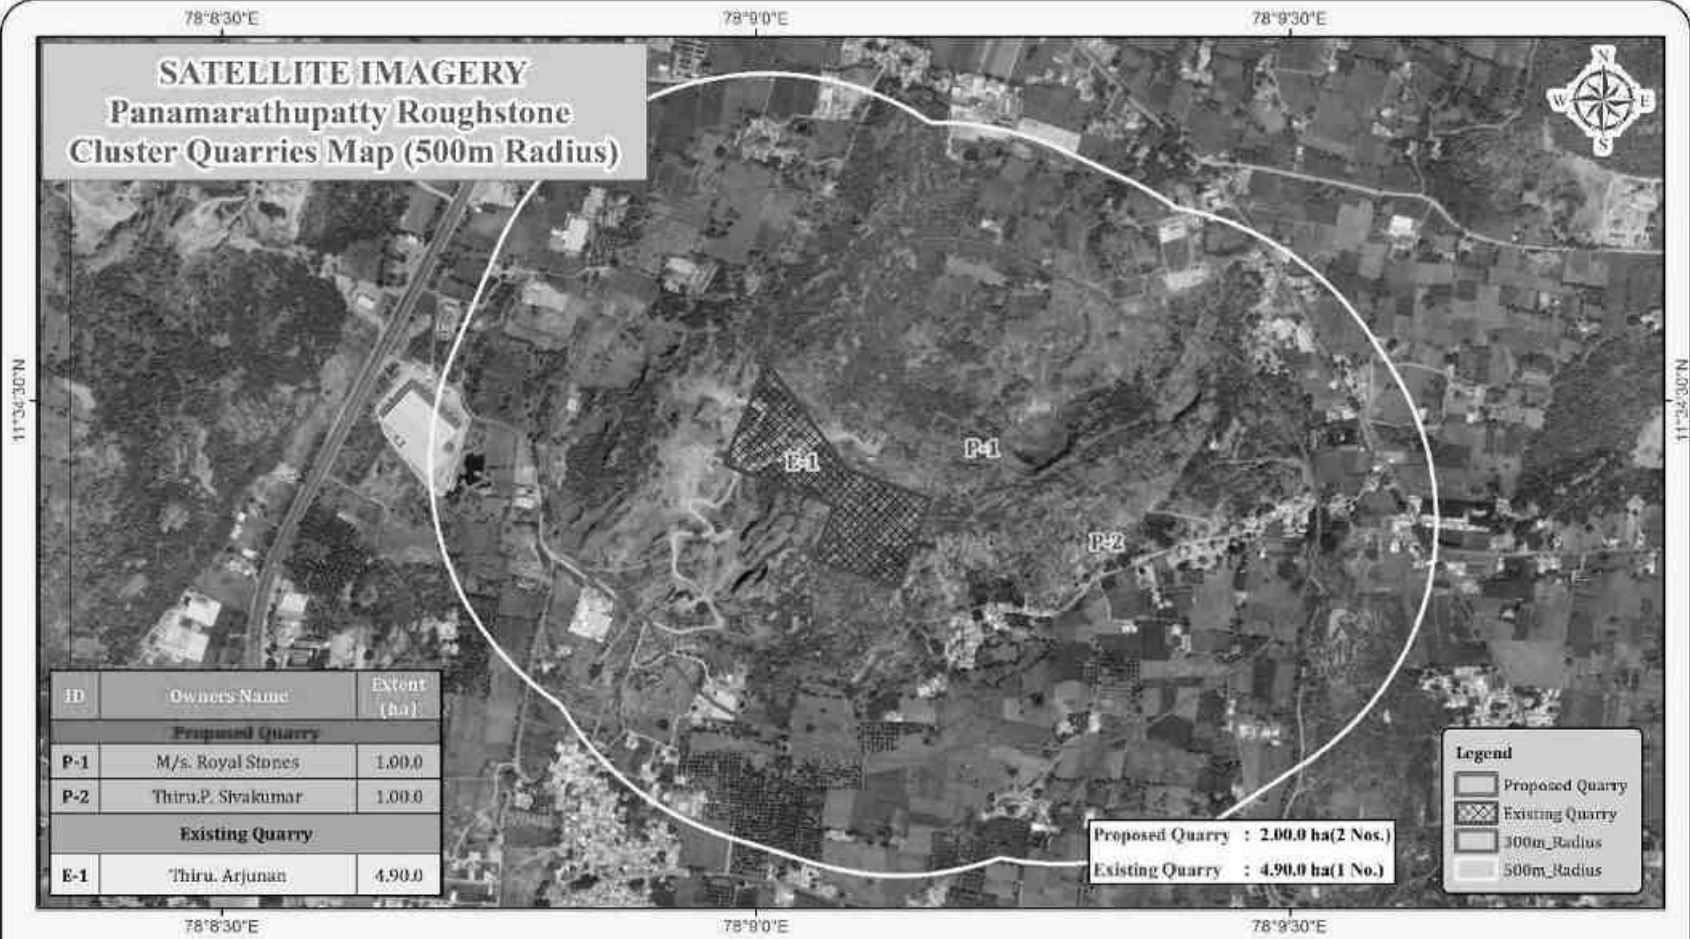 78°8'30"E 78°9'0"E 78°9'30"E
SATELLITE IMAGERY
Panamarathupatty Roughstone
Cluster Quarries Map (500m Radius)
N
W E
S
11°34'30"N 11°34'30"N
E-1
P-1
P-2
ID Owners Name Extent (ha)
Proposed Quarry
P-1 M/s. Royal Stones 1.00.0
P-2 Thiru.P. Sivakumar 1.00.0
Existing Quarry
E-1 Thiru. Arjunan 4.90.0
Proposed Quarry : 2.00.0 ha(2 Nos.)
Existing Quarry : 4.90.0 ha(1 No.)
Legend
Proposed Quarry
Existing Quarry
300m_Radius
500m_Radius
78°8'30"E 78°9'0"E 78°9'30"E